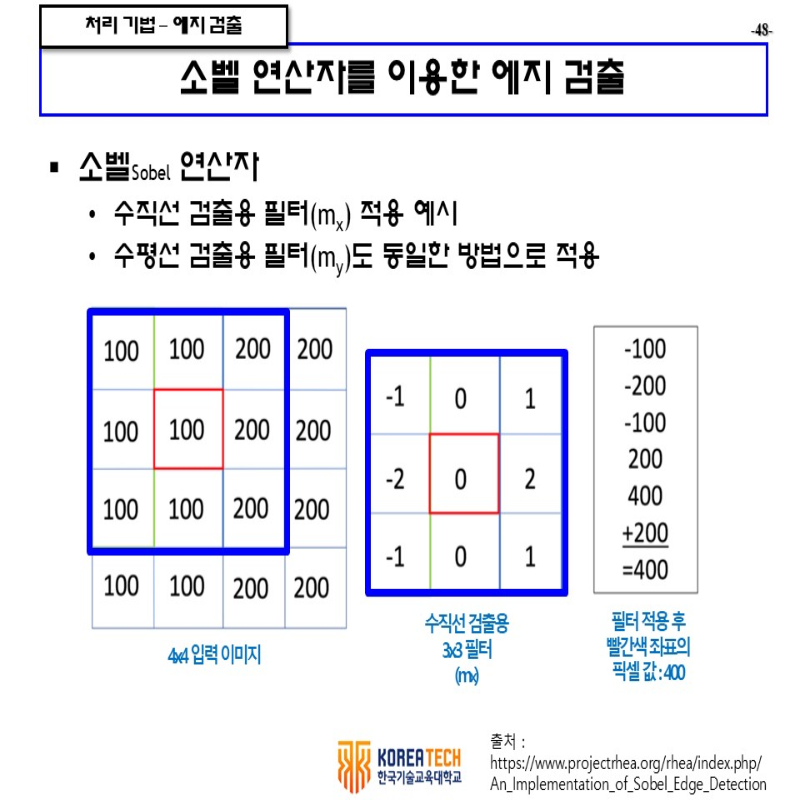 처리 기법 – 에지 검출
-48-
소벨 연산자를 이용한 에지 검출
▪ 소벨Sobel 연산자
• 수직선 검출용 필터(mx) 적용 예시
• 수평선 검출용 필터(my)도 동일한 방법으로 적용
100 100 200 200
100 100 200 200
100 100 200 200
100 100 200 200
4x4 입력 이미지
-1 0 1
-2 0 2
-1 0 1
수직선 검출용
3x3 필터
(mx)
-100
-200
-100
200
400
+200
=400
필터 적용 후
빨간색 좌표의
픽셀 값 : 400
KOREATECH
한국기술교육대학교
출처 :
https://www.projectrhea.org/rhea/index.php/
An_Implementation_of_Sobel_Edge_Detection